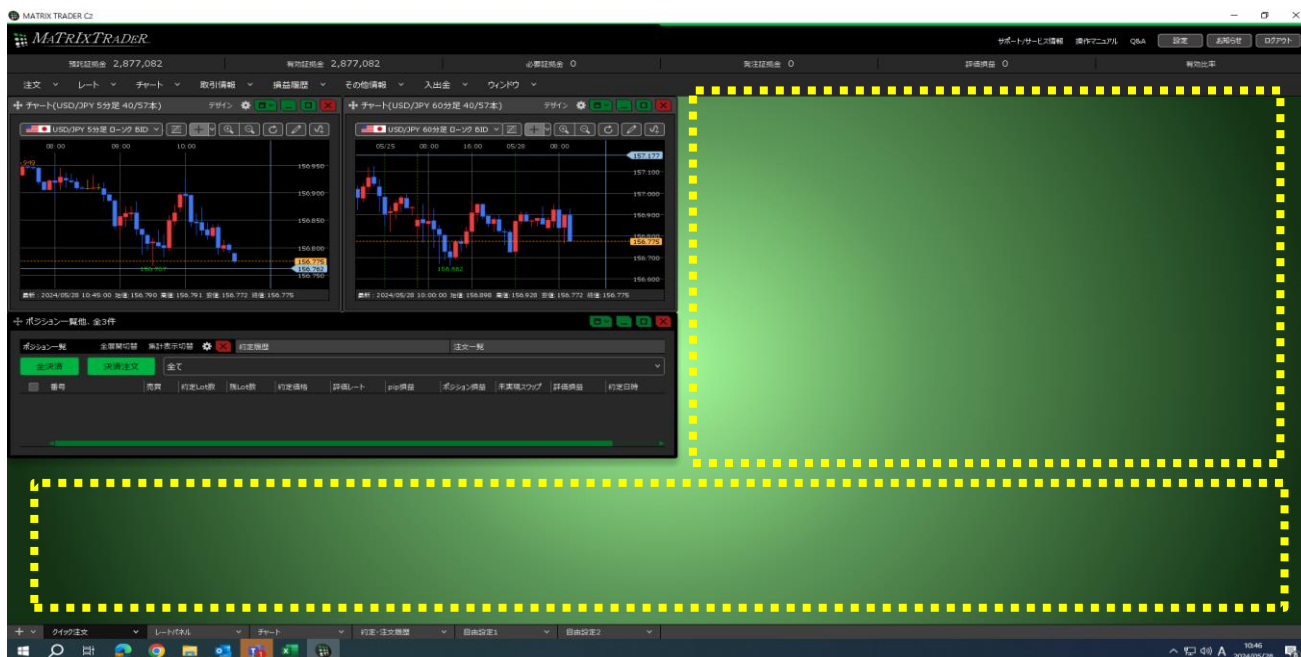 MATRIX TRADER C2
MATRIXTRADER
サポート/サービス情報 操作マニュアル Q&A 設定 お知らせ ログアウト
預託証拠金 2,877,082 有効証拠金 2,877,082 必要証拠金 0 発注証拠金 0 評価損益 0 有効比率
注文 レート チャート 取引情報 損益履歴 その他情報 入出金 ウィンドウ
チャート(USD/JPY 5分足 40/57本) デザイン チャート(USD/JPY 60分足 40/57本) デザイン
USD/JPY 5分足 ローソク BID USD/JPY 60分足 ローソク BID
08:00 09:00 10:00 05/25 08:00 16:00 05/28 08:00
157.177
156.950 157.100
156.900 157.000
156.850 156.900
156.800 156.800
156.775 156.775
156.762 156.700
156.750 156.600
最新 : 2024/05/28 10:45:00 始値:156.790 高値:156.791 安値:156.772 終値:156.775 最新 : 2024/05/28 10:00:00 始値:156.898 高値:156.928 安値:156.772 終値:156.775
ポジション一覧他. 全3件
ポジション一覧 全展開切替 集計表示切替 約定履歴 注文一覧
全決済 決済注文 全て
番号 売買 約定Lot数 残Lot数 約定価格 評価レート pip損益 ポジション損益 未実現スワップ 評価損益 約定日時
クイック注文 レートパネル チャート 約定・注文履歴 自由設定1 自由設定2
A 10:46
2024/05/28